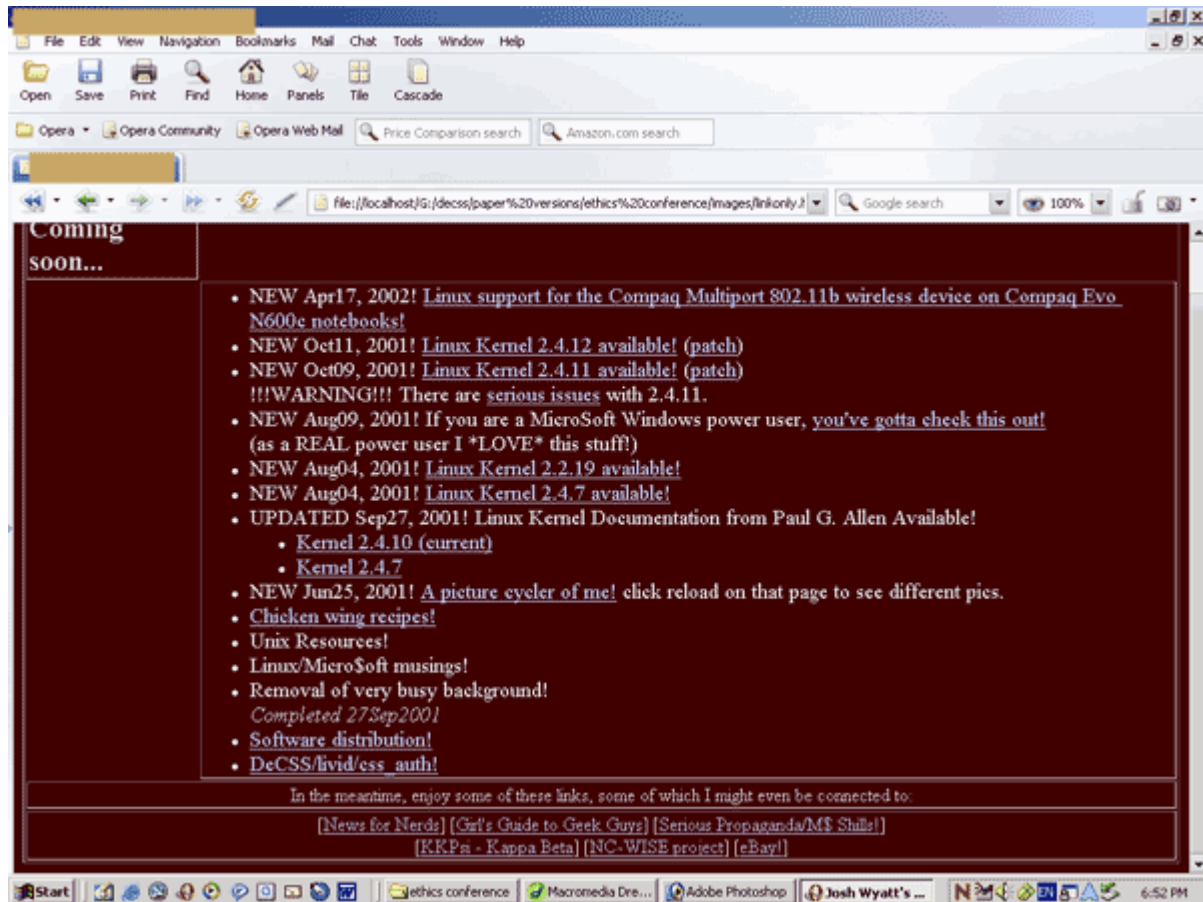 File Edit View Navigation Bookmarks Mail Chat Tools Window Help
Open Save Print Find Home Panels Tile Cascade
Opera Opera Community Opera Web Mail Price Comparison search Amazon.com search
file://localhost/G:/decss/paper%20versions/ethics%20conference/images/linkonly. Google search 100%
Coming
soon...
• NEW Apr17, 2002! Linux support for the Compaq Multiport 802.11b wireless device on Compaq Evo
N600c notebooks!
• NEW Oct11, 2001! Linux Kernel 2.4.12 available! (patch)
• NEW Oct09, 2001! Linux Kernel 2.4.11 available! (patch)
!!!WARNING!!! There are serious issues with 2.4.11.
• NEW Aug09, 2001! If you are a MicroSoft Windows power user, you've gotta check this out!
(as a REAL power user I *LOVE* this stuff!)
• NEW Aug04, 2001! Linux Kernel 2.2.19 available!
• NEW Aug04, 2001! Linux Kernel 2.4.7 available!
• UPDATED Sep27, 2001! Linux Kernel Documentation from Paul G. Allen Available!
• Kernel 2.4.10 (current)
• Kernel 2.4.7
• NEW Jun25, 2001! A picture cycler of me! click reload on that page to see different pics.
• Chicken wing recipes!
• Unix Resources!
• Linux/Micro$oft musings!
• Removal of very busy background!
Completed 27Sep2001
• Software distribution!
• DeCSS/livid/css_auth!
In the meantime, enjoy some of these links, some of which I might even be connected to:
[News for Nerds] [Girl's Guide to Geek Guys] [Serious Propaganda/M$ Shills!]
[KKPsi - Kappa Beta] [NC-WISE project] [eBay!]
Start ethics conference Macromedia Dre... Adobe Photoshop Josh Wyatt's ... EN 6:52 PM